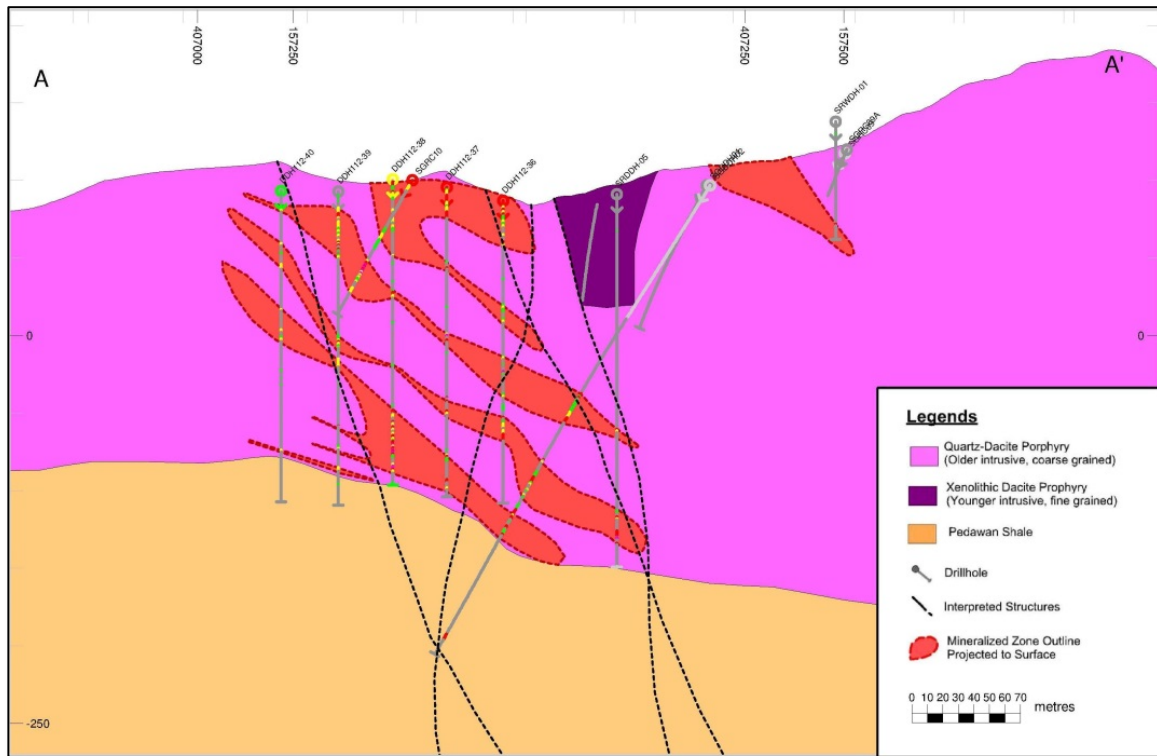 407000
157250
407250
157500
A
A'
DDH112-40
DDH112-39
DDH112-38
SGRC10
DDH112-37
DDH112-36
SRDDH-05
SRWDH-01
0
0
-250
Legends
Quartz-Dacite Porphyry
(Older intrusive, coarse grained)
Xenolithic Dacite Prophyry
(Younger intrusive, fine grained)
Pedawan Shale
Drillhole
Interpreted Structures
Mineralized Zone Outline
Projected to Surface
0 10 20 30 40 50 60 70
metres